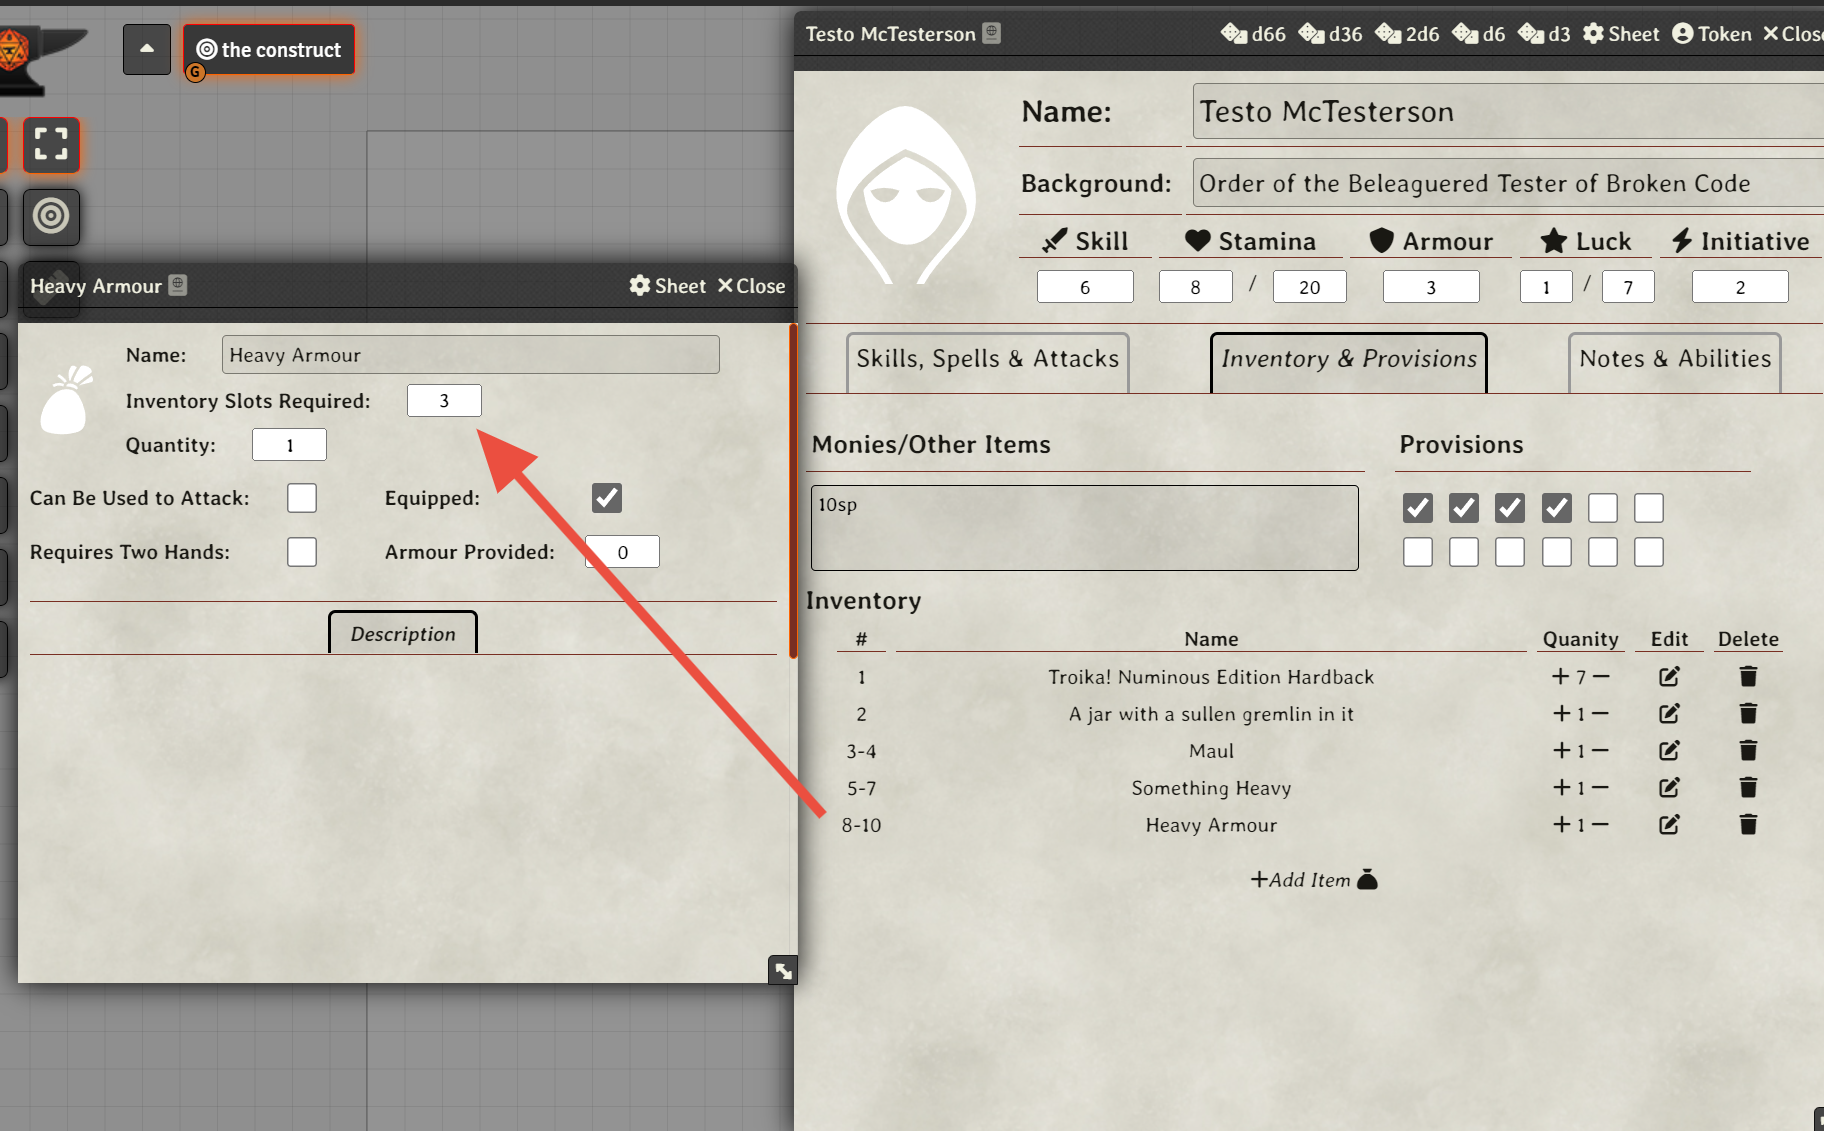 the construct
G
Heavy Armour
Sheet Close
Name: Heavy Armour
Inventory Slots Required: 3
Quantity: 1
Can Be Used to Attack: Equipped:
Requires Two Hands: Armour Provided: 0
Description
Testo McTesterson d66 d36 2d6 d6 d3 Sheet Token Clos
Name: Testo McTesterson
Background: Order of the Beleaguered Tester of Broken Code
Skill Stamina Armour Luck Initiative
6 8 / 20 3 1 / 7 2
Skills, Spells & Attacks Inventory & Provisions Notes & Abilities
Monies/Other Items Provisions
10sp
Inventory
# Name Quanity Edit Delete
1 Troika! Numinous Edition Hardback + 7 −
2 A jar with a sullen gremlin in it + 1 −
3-4 Maul + 1 −
5-7 Something Heavy + 1 −
8-10 Heavy Armour + 1 −
+Add Item